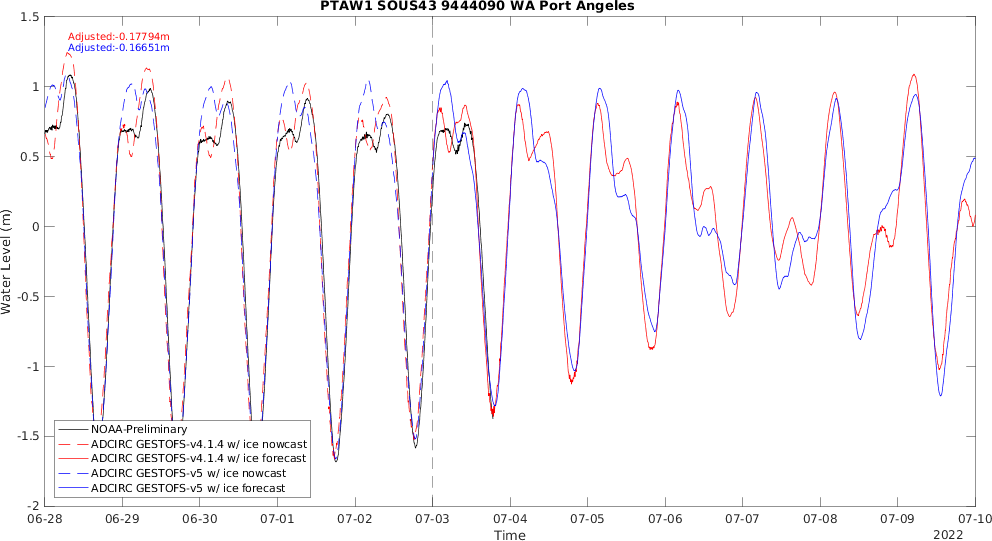 PTAW1 SOUS43 9444090 WA Port Angeles
1.5
Adjusted:-0.17794m
Adjusted:-0.16651m
1
0.5
0
-0.5
-1
-1.5
-2
Water Level (m)
NOAA-Preliminary
ADCIRC GESTOFS-v4.1.4 w/ ice nowcast
ADCIRC GESTOFS-v4.1.4 w/ ice forecast
ADCIRC GESTOFS-v5 w/ ice nowcast
ADCIRC GESTOFS-v5 w/ ice forecast
06-28 06-29 06-30 07-01 07-02 07-03 07-04 07-05 07-06 07-07 07-08 07-09 07-10
Time
2022